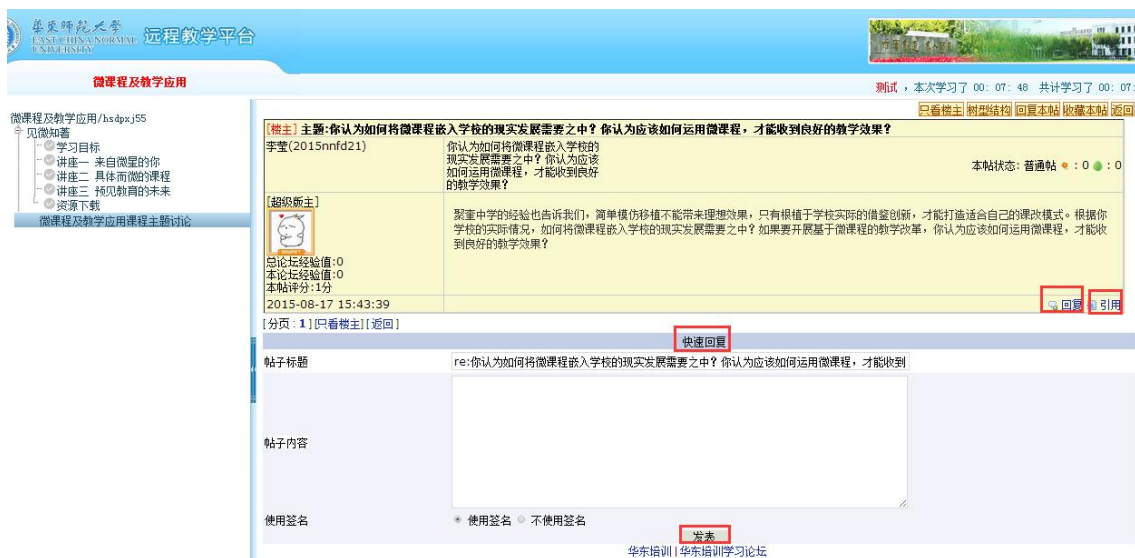 華東師範大學
EAST CHINA NORMAL
UNIVERSITY
远程教学平台
微课程及教学应用
测试 ，本次学习了 00: 07: 48 共计学习了 00: 07:
微课程及教学应用/hsdpxj55
见微知著
学习目标
讲座一 来自微星的你
讲座二 具体而微的课程
讲座三 预见教育的未来
资源下载
微课程及教学应用课程主题讨论
只看楼主 树型结构 回复本帖 收藏本帖 返回
[楼主] 主题:你认为如何将微课程嵌入学校的现实发展需要之中？你认为应该如何运用微课程，才能收到良好的教学效果？
李莹(2015nnfd21)
你认为如何将微课程嵌入学校的
现实发展需要之中？你认为应该
如何运用微课程，才能收到良好
的教学效果？
本帖状态: 普通帖 : 0 : 0
[超级版主]
总论坛经验值:0
本论坛经验值:0
本帖评分:1分
聚奎中学的经验也告诉我们，简单模仿移植不能带来理想效果，只有根植于学校实际的借鉴创新，才能打造适合自己的课改模式。根据你
学校的实际情况，如何将微课程嵌入学校的现实发展需要之中？如果要开展基于微课程的教学改革，你认为应该如何运用微课程，才能收
到良好的教学效果？
2015-08-17 15:43:39
回复 引用
[分页: 1][只看楼主][返回]
快速回复
帖子标题
re:你认为如何将微课程嵌入学校的现实发展需要之中？你认为应该如何运用微课程，才能收到
帖子内容
使用签名
使用签名 不使用签名
发表
华东培训|华东培训学习论坛